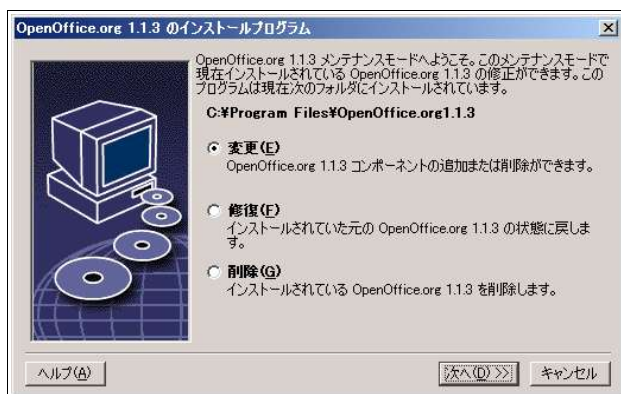 OpenOffice.org 1.1.3 のインストールプログラム
OpenOffice.org 1.1.3 メンテナンスモードへようこそ。このメンテナンスモードで
現在インストールされている OpenOffice.org 1.1.3 の修正ができます。この
プログラムは現在次のフォルダにインストールされています。
C:¥Program Files¥OpenOffice.org1.1.3
変更(E)
OpenOffice.org 1.1.3 コンポーネントの追加または削除ができます。
修復(F)
インストールされていた元の OpenOffice.org 1.1.3 の状態に戻しま
す。
削除(G)
インストールされている OpenOffice.org 1.1.3 を削除します。
ヘルプ(A)
次へ(D) >>
キャンセル